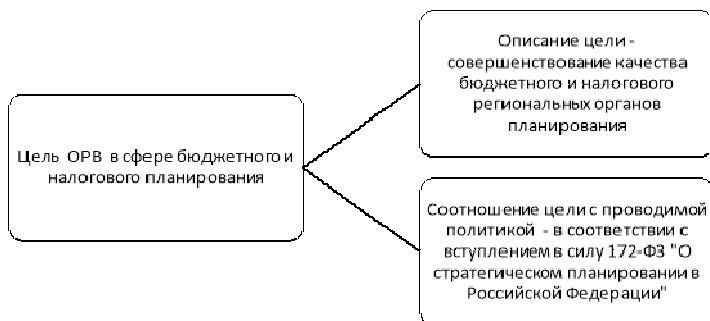 Цель ОРВ в сфере бюджетного и
налогового планирования
Описание цели -
совершенствование качества
бюджетного и налогового
региональных органов
планирования
Соотношение цели с проводимой
политикой - в соответствии с
вступлением в силу 172-ФЗ "О
стратегическом планировании в
Российской Федерации"